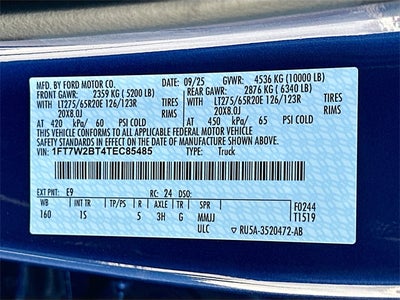 MFD. BY FORD MOTOR CO. 09/25 GVWR: 4536 KG (10000 LB)
FRONT GAWR: REAR GAWR:
2359 KG ( 5200 LB) 2876 KG ( 6340 LB)
WITH LT275/65R20E 126/123R TIRES WITH LT275/65R20E 126/123R TIRES
20X8.0J RIMS 20X8.0J RIMS
AT 420 kPa/ 60 PSI COLD AT 450 kPa/ 65 PSI COLD
THIS VEHICLE CONFORMS TO ALL APPLICABLE FEDERAL MOTOR VEHICLE SAFETY
STANDARDS IN EFFECT ON THE DATE OF MANUFACTURE SHOWN ABOVE.
VIN: 1FT7W2BT4TEC85485 TYPE: Truck
EXT PNT: E9 RC: 24 DSO:
WB INT TR TP/PS R AXLE TR SPR F0244
160 1S 5 3H G MMJJ T1519
ULC RU5A-3520472-AB